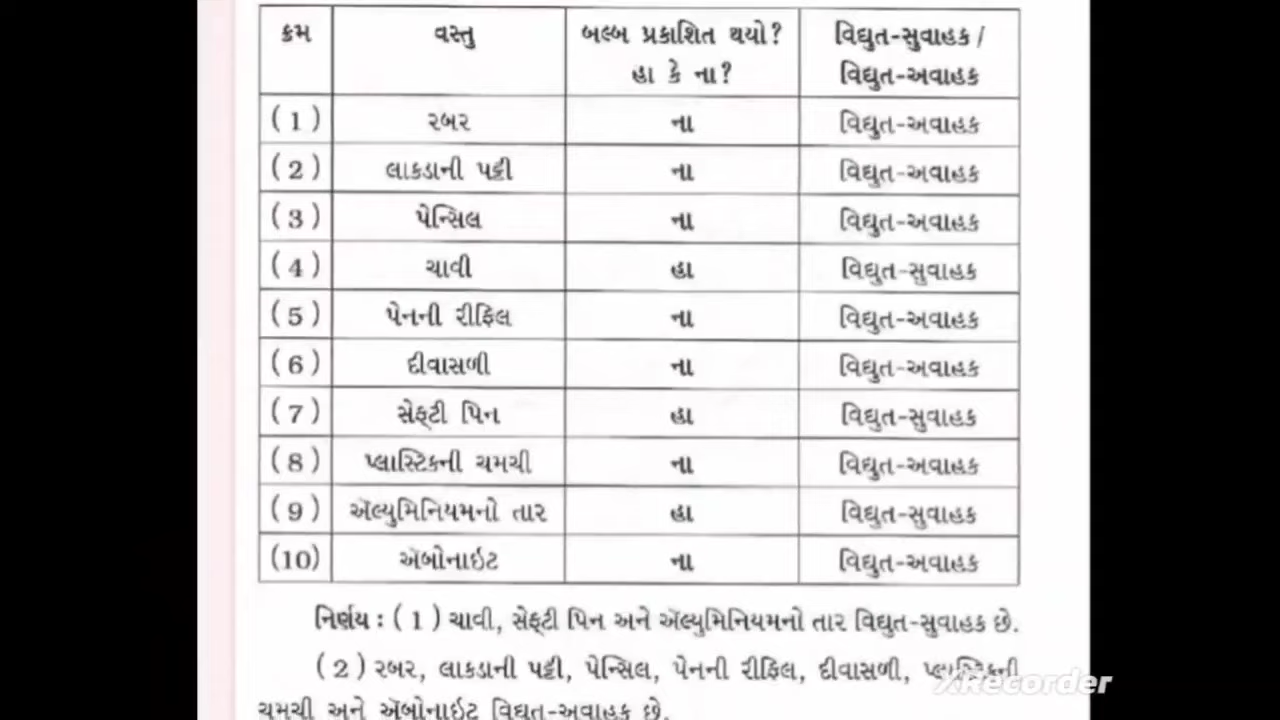 ક્રમ વસ્તુ બલ્બ પ્રકાશિત થયો? વિદ્યુત-સુવાહક /
હા કે ના? વિદ્યુત-અવાહક
(1) રબર ના વિદ્યુત-અવાહક
(2) લાકડાની પટ્ટી ના વિદ્યુત-અવાહક
(3) પેન્સિલ ના વિદ્યુત-અવાહક
(4) ચાવી હા વિદ્યુત-સુવાહક
(5) પેનની રીફિલ ના વિદ્યુત-અવાહક
(6) દીવાસળી ના વિદ્યુત-અવાહક
(7) સેફ્ટી પિન હા વિદ્યુત-સુવાહક
(8) પ્લાસ્ટિકની ચમચી ના વિદ્યુત-અવાહક
(9) ઍલ્યુમિનિયમનો તાર હા વિદ્યુત-સુવાહક
(10) ઍબોનાઇટ ના વિદ્યુત-અવાહક
નિર્ણય : (1) ચાવી, સેફ્ટી પિન અને ઍલ્યુમિનિયમનો તાર વિદ્યુત-સુવાહક છે.
(2) રબર, લાકડાની પટ્ટી, પેન્સિલ, પેનની રીફિલ, દીવાસળી, પ્લાસ્ટિકની
ચમચી અને ઍબોનાઇટ વિદ્યુત-અવાહક છે.
XRecorder